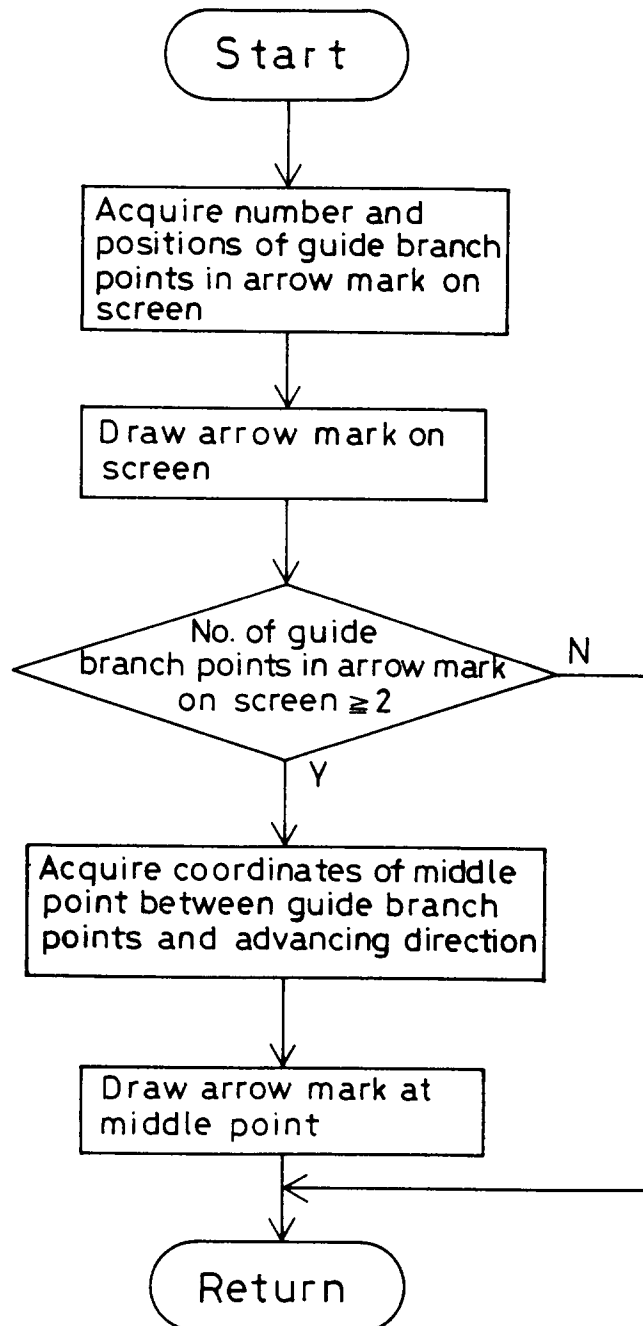 Start
Acquire number and
positions of guide branch
points in arrow mark on
screen
Draw arrow mark on
screen
No. of guide
branch points in arrow mark
on screen ≧ 2
N
Y
Acquire coordinates of middle
point between guide branch
points and advancing direction
Draw arrow mark at
middle point
Return